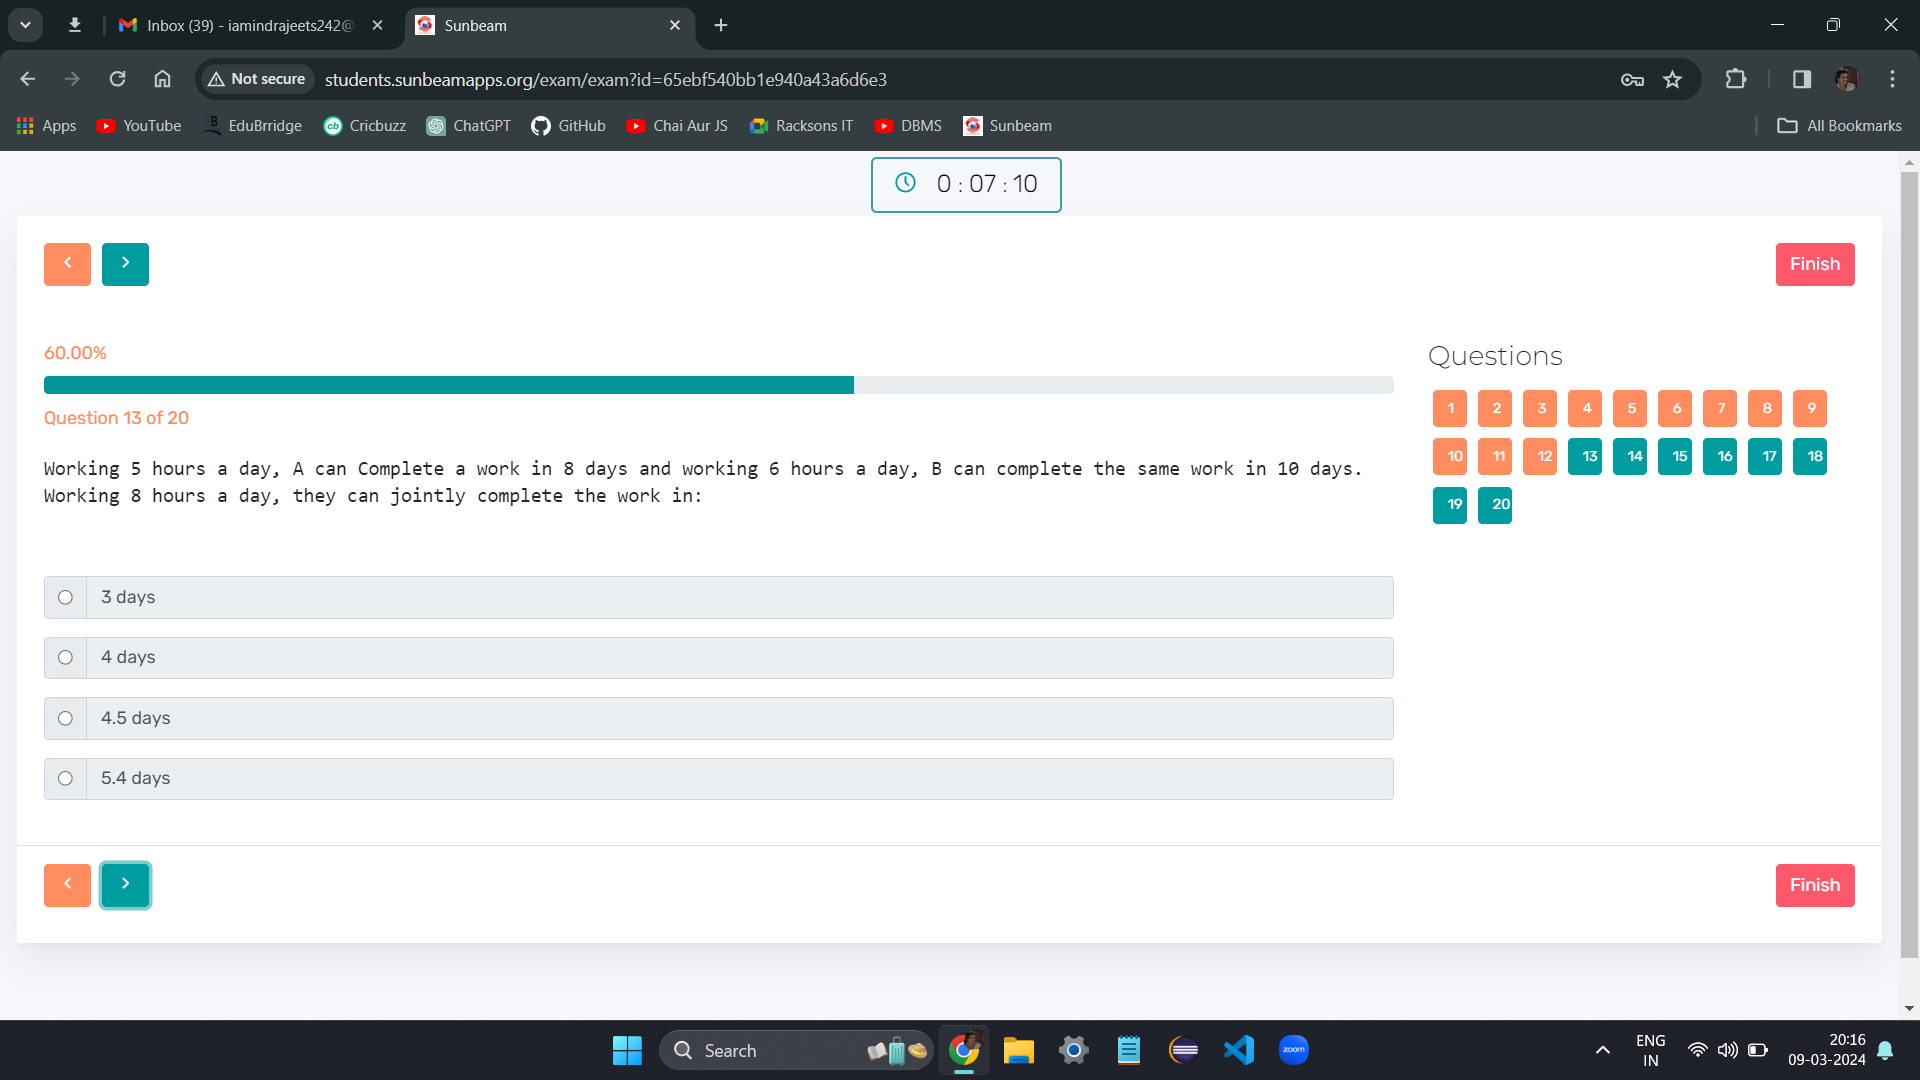 Inbox (39) - iamindrajeets242@
Sunbeam
Not secure
students.sunbeamapps.org/exam/exam?id=65ebf540bb1e940a43a6d6e3
Apps
YouTube
EduBrridge
Cricbuzz
ChatGPT
GitHub
Chai Aur JS
Racksons IT
DBMS
Sunbeam
All Bookmarks
0 : 07 : 10
Finish
60.00%
Question 13 of 20
Working 5 hours a day, A can Complete a work in 8 days and working 6 hours a day, B can complete the same work in 10 days.
Working 8 hours a day, they can jointly complete the work in:
3 days
4 days
4.5 days
5.4 days
Questions
1 2 3 4 5 6 7 8 9
10 11 12 13 14 15 16 17 18
19 20
Finish
Search
zoom
ENG
IN
20:16
09-03-2024